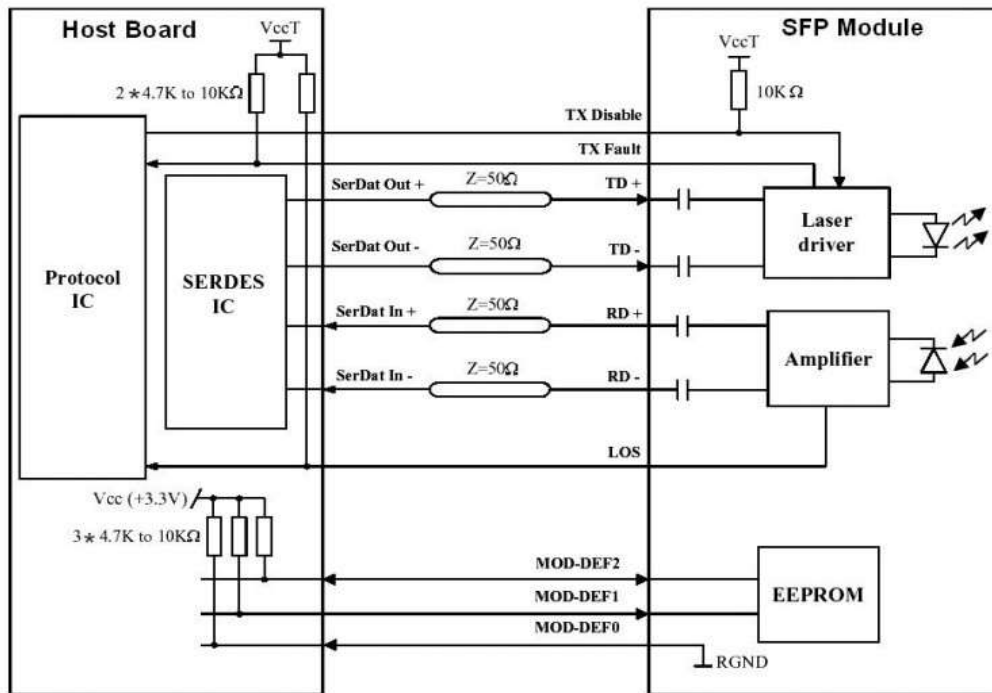 Host Board
SFP Module
VccT
VccT
2*4.7K to 10KΩ
10KΩ
TX Disable
TX Fault
SerDat Out +
Z=50Ω
TD +
SerDat Out -
Z=50Ω
TD -
Laser
driver
Protocol
IC
SERDES
IC
SerDat In +
Z=50Ω
RD +
SerDat In -
Z=50Ω
RD -
Amplifier
LOS
Vcc (+3.3V)
3*4.7K to 10KΩ
MOD-DEF2
MOD-DEF1
MOD-DEF0
EEPROM
RGND